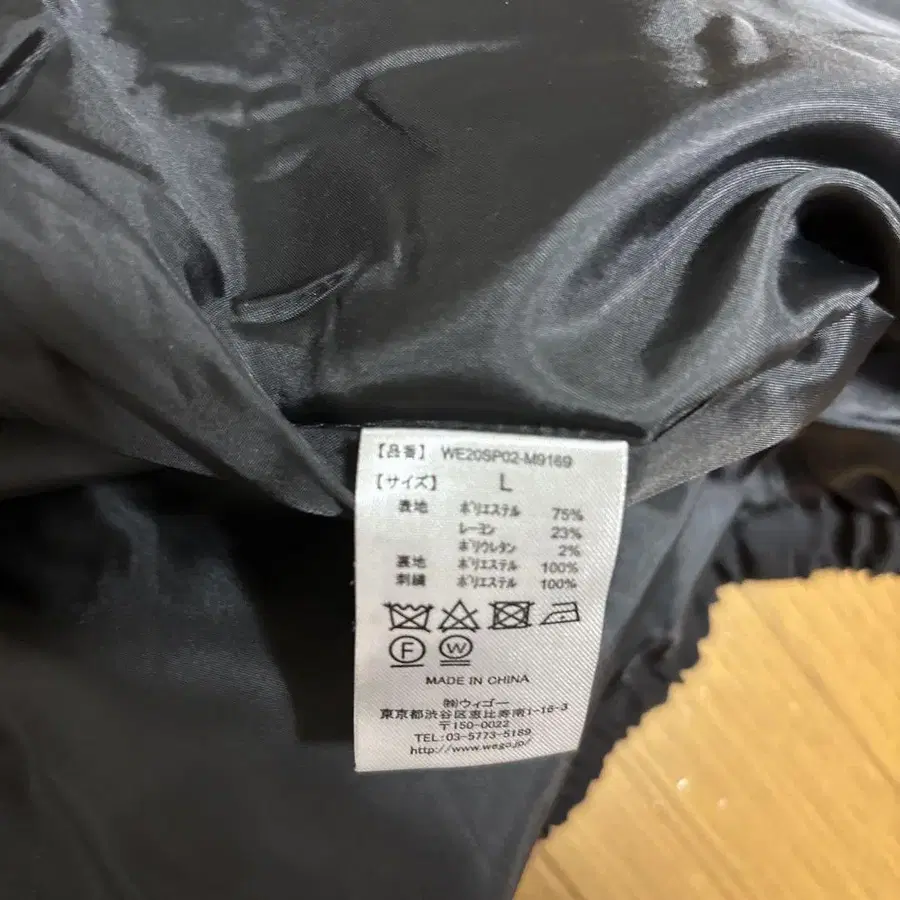 【品番】 WE20SP02-M9169
【サイズ】 L
表地 ポリエステル 75%
レーヨン 23%
ポリウレタン 2%
裏地 ポリエステル 100%
刺繍 ポリエステル 100%
F W
MADE IN CHINA
㈱ウィゴー
東京都渋谷区恵比寿南1-16-3
〒150-0022
TEL:03-5773-5189
http://www.wego.jp